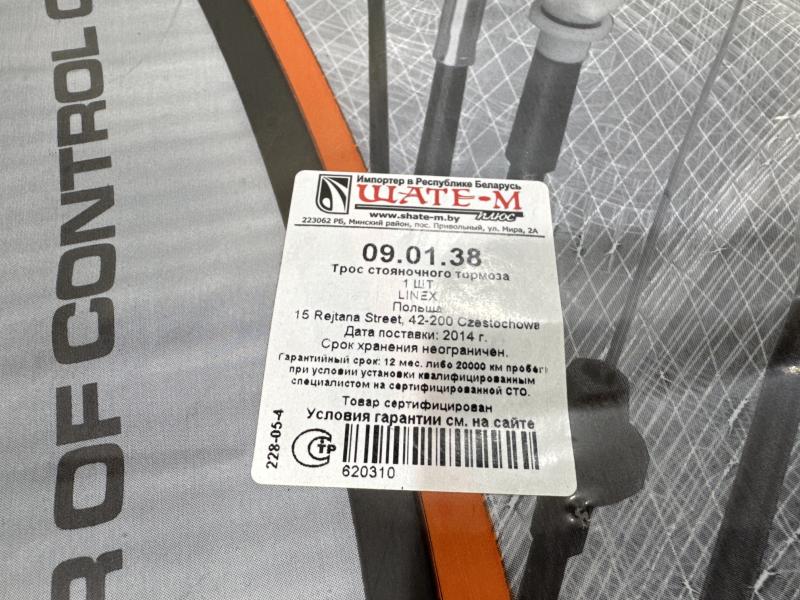 R OF CONTROL
Импортер в Республике Беларусь
ШАТЕ-М
плюс
www.shate-m.by
223062 РБ, Минский район, пос. Привольный, ул. Мира, 2А
09.01.38
Трос стояночного тормоза
1 ШТ
LINEX
Польша
15 Rejtana Street, 42-200 Czestochowa
Дата поставки: 2014 г.
Срок хранения неограничен.
Гарантийный срок: 12 мес. либо 20000 км пробега
при условии установки квалифицированным
специалистом на сертифицированной СТО.
Товар сертифицирован
Условия гарантии см. на сайте
228-05-4
СТР
620310